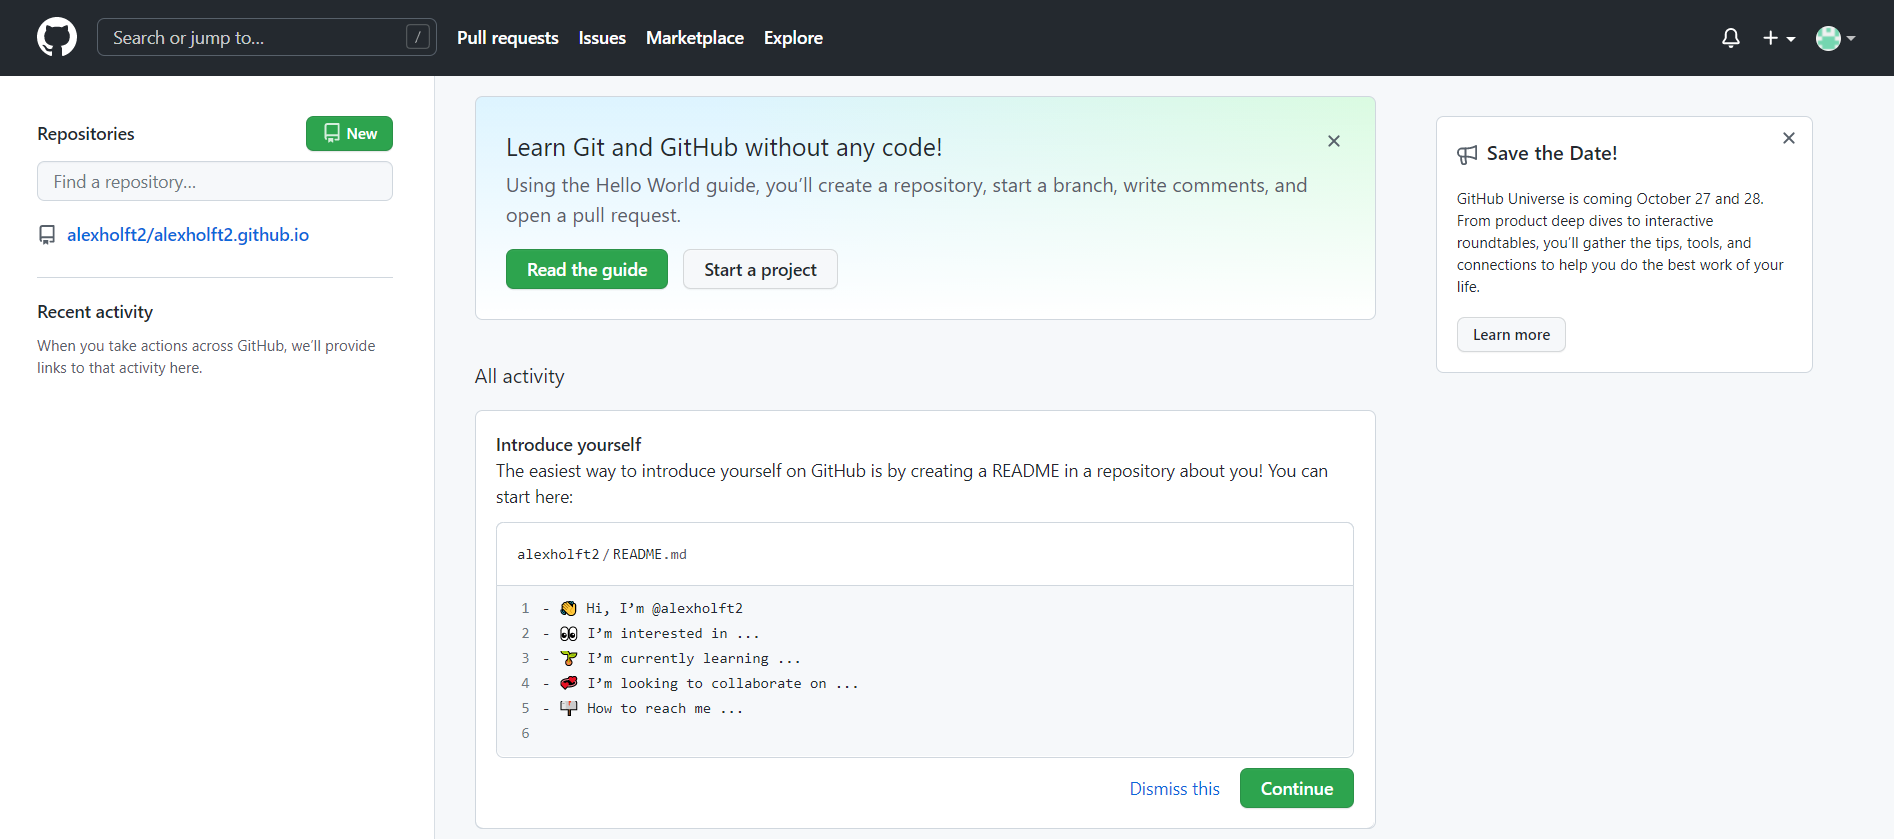 Search or jump to...
/
Pull requests
Issues
Marketplace
Explore
Repositories
New
Find a repository...
alexholft2/alexholft2.github.io
Recent activity
When you take actions across GitHub, we’ll provide
links to that activity here.
Learn Git and GitHub without any code!
Using the Hello World guide, you’ll create a repository, start a branch, write comments, and
open a pull request.
Read the guide
Start a project
All activity
Introduce yourself
The easiest way to introduce yourself on GitHub is by creating a README in a repository about you! You can
start here:
alexholft2/README.md
1 - 👋 Hi, I’m @alexholft2
2 - 👀 I’m interested in ...
3 - 🌱 I’m currently learning ...
4 - 💞️ I’m looking to collaborate on ...
5 - 📫 How to reach me ...
6
Dismiss this
Continue
Save the Date!
GitHub Universe is coming October 27 and 28.
From product deep dives to interactive
roundtables, you’ll gather the tips, tools, and
connections to help you do the best work of your
life.
Learn more